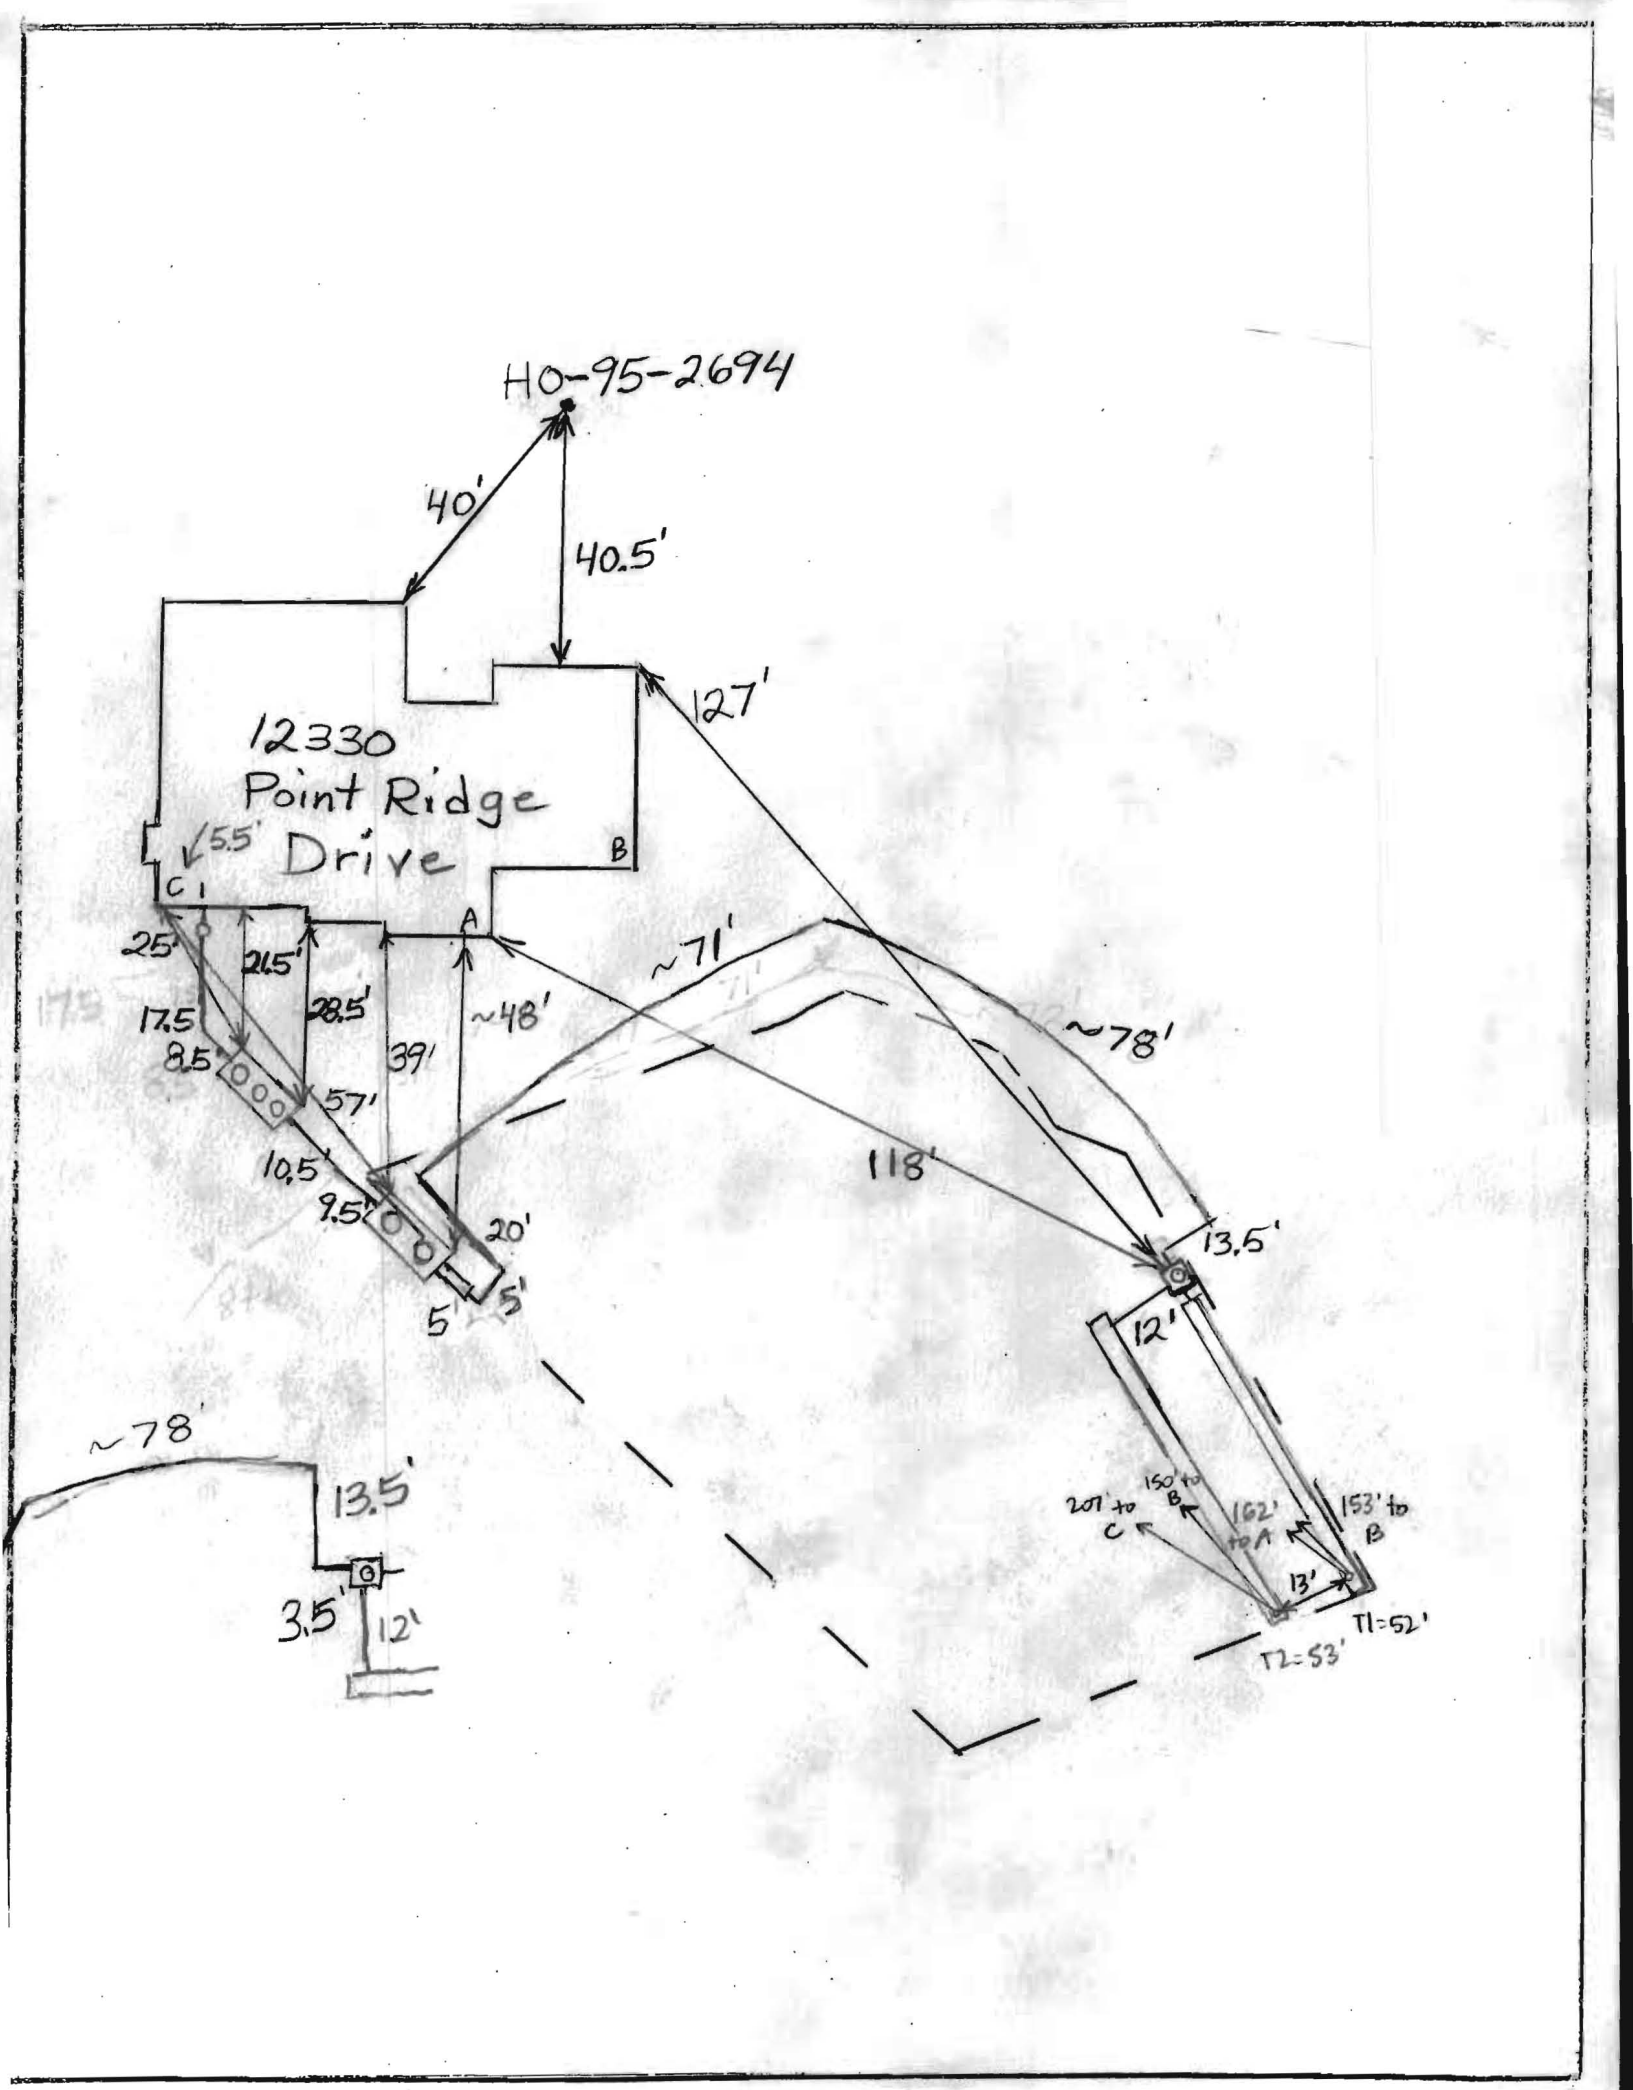 HO-95-2694
40'
40.5'
127'
12330
Point Ridge
Drive
5.5'
B
C
A
25'
21.5'
28.5'
~48'
~71'
~78'
17.5
8.5'
39'
57'
118'
10.5'
9.5'
20'
5'
5'
13.5'
12'
~78'
13.5'
3.5'
12'
150' to
B
207' to
C
162'
to A
153' to
B
13'
T1=52'
T2=53'